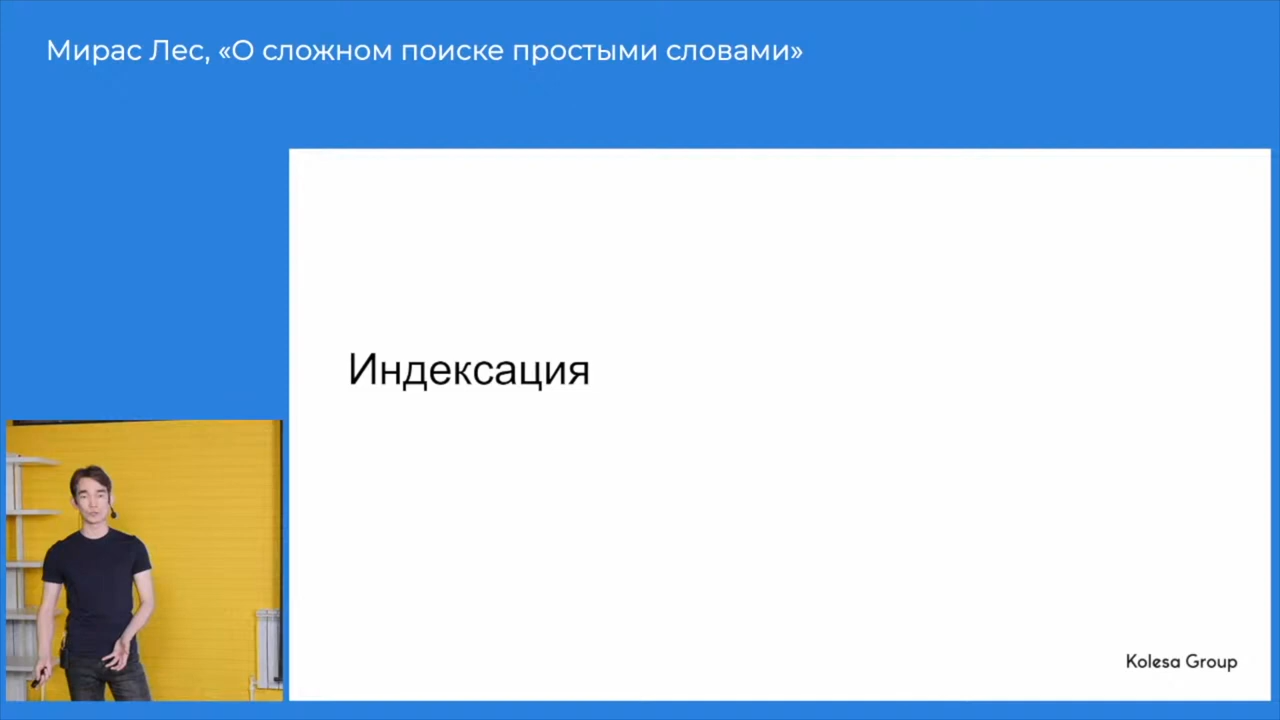 Мирас Лес, «О сложном поиске простыми словами»
Индексация
Kolesa Group